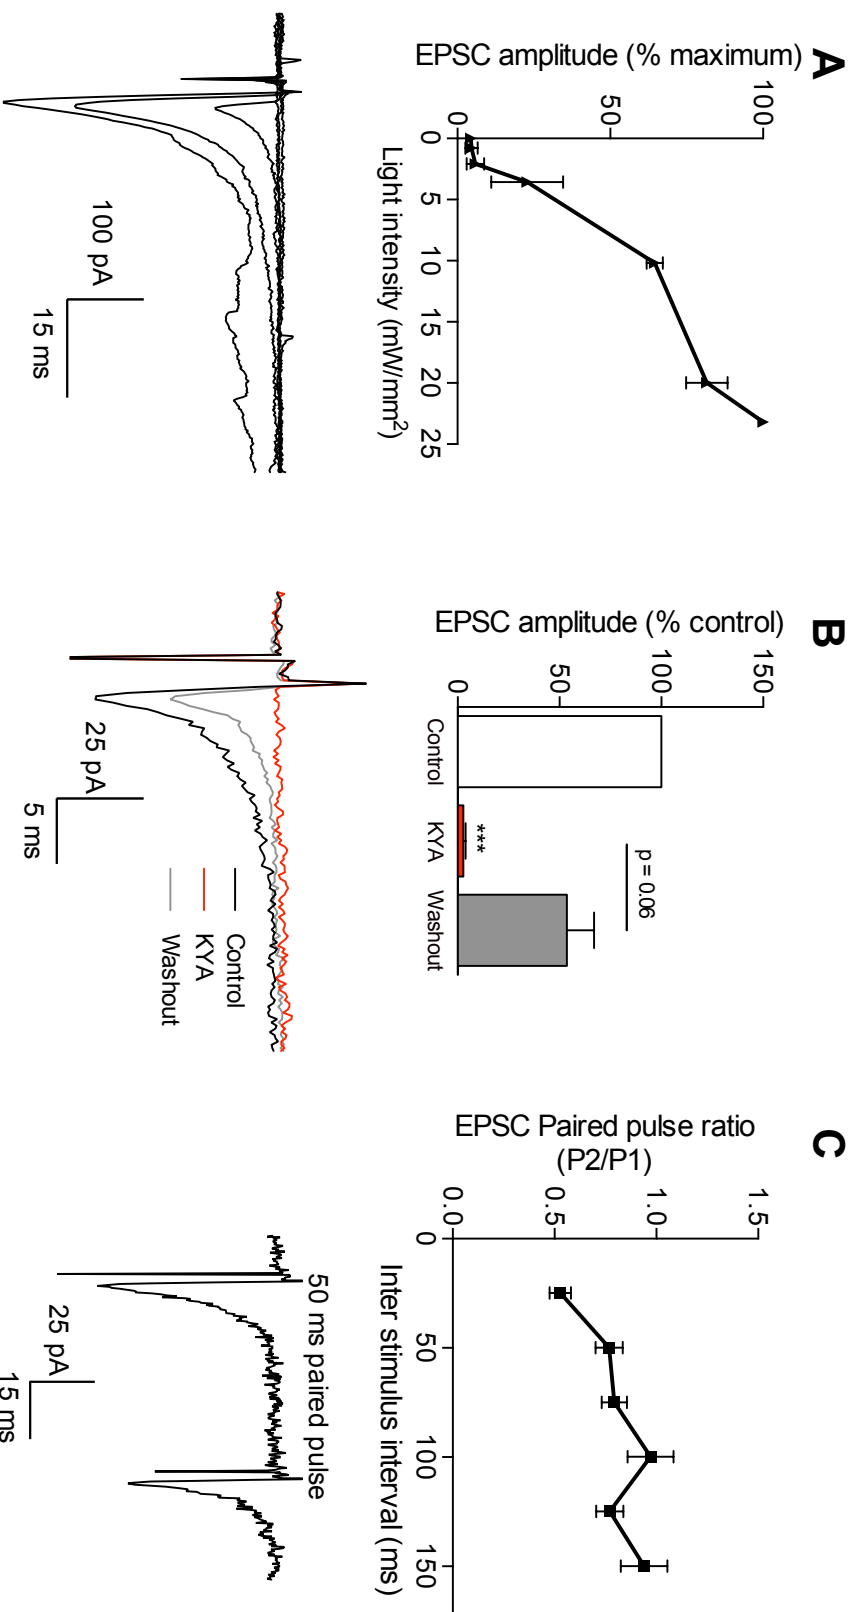 A
EPSC amplitude (% maximum)
100
50
0
0 5 10 15 20 25
Light intensity (mW/mm²)
100 pA
15 ms
B
EPSC amplitude (% control)
150
100
50
0
p = 0.06
***
Control KYA Washout
25 pA
5 ms
Control
KYA
Washout
C
EPSC Paired pulse ratio
(P2/P1)
1.5
1.0
0.5
0.0
0 50 100 150
Inter stimulus interval (ms)
50 ms paired pulse
25 pA
15 ms